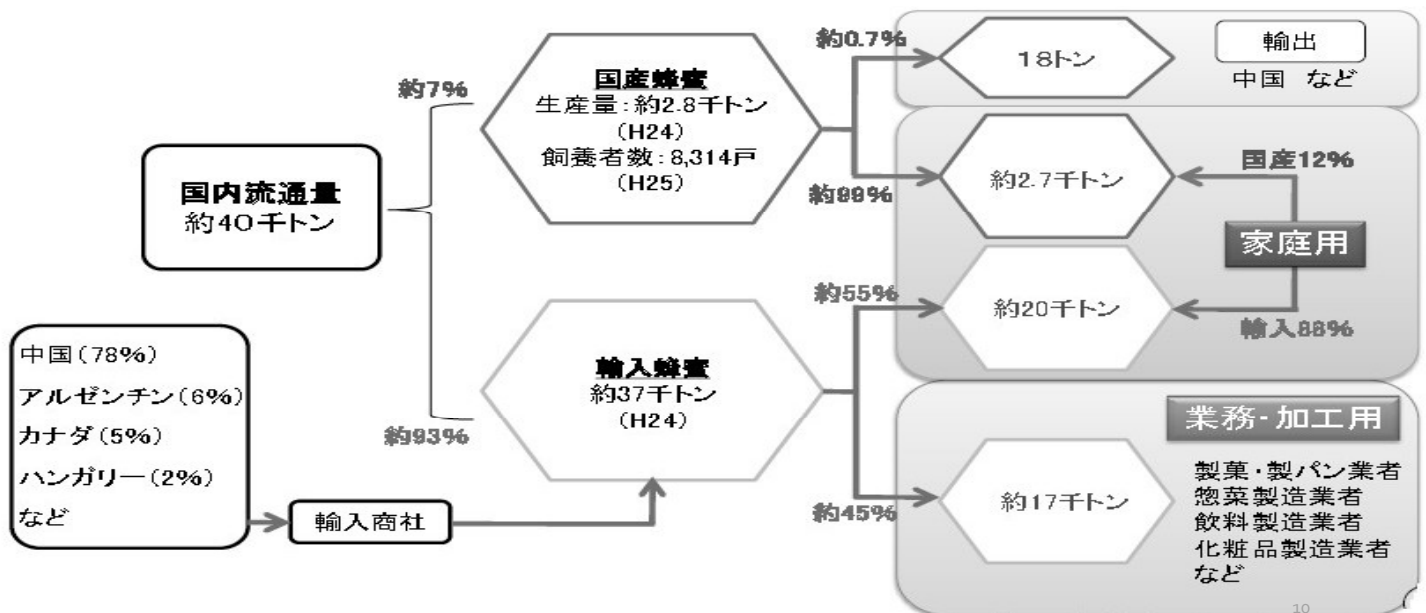 国内流通量
約40千トン
中国(78%)
アルゼンチン(6%)
カナダ(5%)
ハンガリー(2%)
など
輸入商社
約7%
約93%
国産蜂蜜
生産量:約2.8千トン
(H24)
飼養者数:8,314戸
(H25)
輸入蜂蜜
約37千トン
(H24)
約0.7%
約99%
約55%
約45%
18トン
輸出
中国 など
約2.7千トン
国産12%
家庭用
約20千トン
輸入88%
約17千トン
業務・加工用
製菓・製パン業者
惣菜製造業者
飲料製造業者
化粧品製造業者
など
10